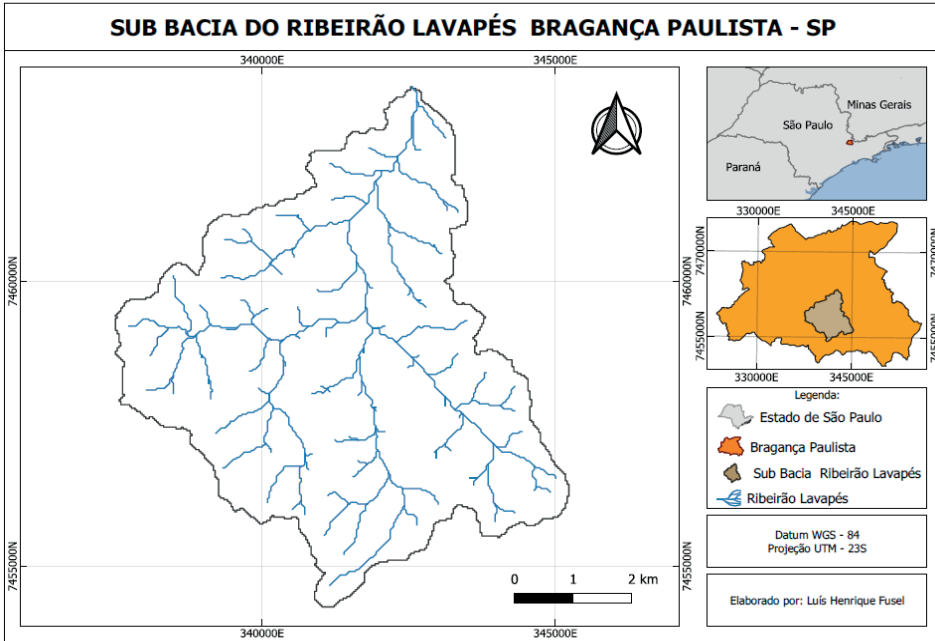 SUB BACIA DO RIBEIRÃO LAVAPÉS BRAGANÇA PAULISTA - SP
340000E 345000E
7460000N
7455000N
7460000N
7455000N
0 1 2 km
340000E 345000E
Minas Gerais
São Paulo
Paraná
330000E 345000E
7470000N
7455000N
7470000N
7455000N
330000E 345000E
Legenda:
Estado de São Paulo
Bragança Paulista
Sub Bacia Ribeirão Lavapés
Ribeirão Lavapés
Datum WGS - 84
Projeção UTM - 23S
Elaborado por: Luís Henrique Fusel